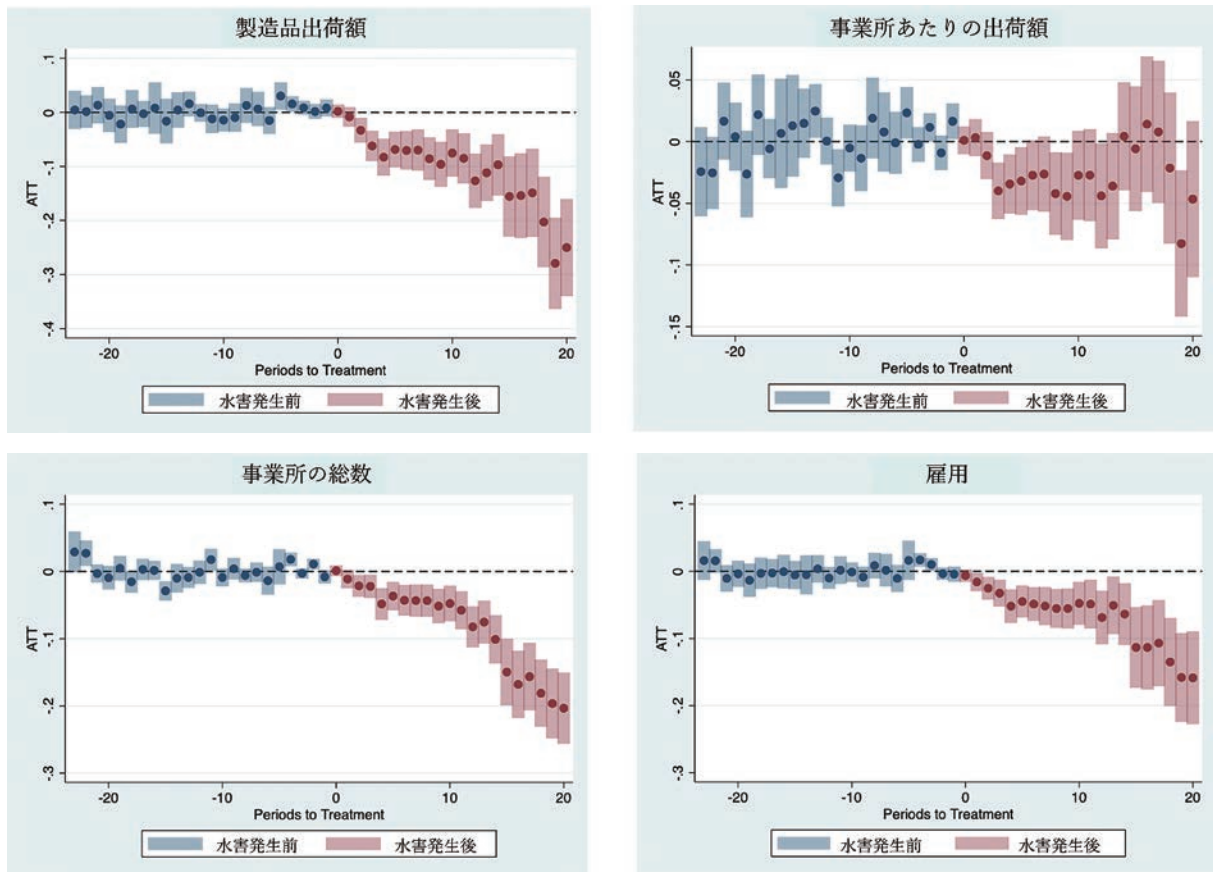 製造品出荷額
.1
0
-.1
-.2
-.3
-.4
ATT
-20
-10
0
10
20
Periods to Treatment
水害発生前
水害発生後
事業所あたりの出荷額
.05
0
-.05
-.1
-.15
ATT
-20
-10
0
10
20
Periods to Treatment
水害発生前
水害発生後
事業所の総数
.1
0
-.1
-.2
-.3
ATT
-20
-10
0
10
20
Periods to Treatment
水害発生前
水害発生後
雇用
.1
0
-.1
-.2
-.3
ATT
-20
-10
0
10
20
Periods to Treatment
水害発生前
水害発生後